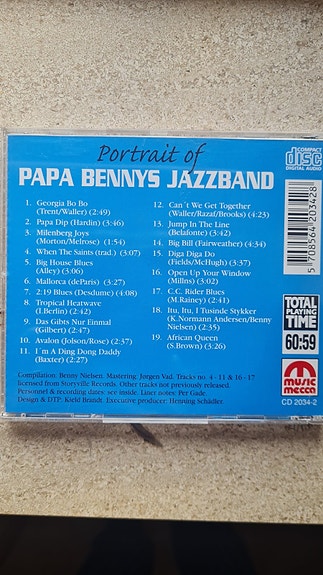 Portrait of
PAPA BENNYS JAZZBAND
COMPACT
disc
DIGITAL AUDIO
1. Georgia Bo Bo
(Trent/Waller) (2:49)
2. Papa Dip (Hardin) (3:46)
3. Milenberg Joys
(Morton/Melrose) 1:54)
4. When The Saints (trad.) (3:07)
5. Big House Blues
(Alley) (3:06)
6. Mallorca (deParis) (3:27)
7. 2:19 Blues (Desdume) (4:08)
8. Tropical Heatwave
(I.Berlin) (2:42)
9. Das Gibts Nur Einmal
(Gilbert) (2:47)
10. Avalon (Jolson/Rose) (2:37)
11. I´m A Ding Dong Daddy
(Baxter) (2:27)
12. Can´t We Get Together
(Waller/Razaf/Brooks) (4:23)
13. Jump In The Line
(Belafonte) (3:42)
14. Big Bill (Fairweather) (4:34)
15. Diga Diga Do
(Fields/McHugh) (6:37)
16. Open Up Your Window
(Millns) (3:02)
17. C.C. Rider Blues
(M.Rainey) (2:41)
18. Itu, Itu, I Tusinde Stykker
(K.Normann Andersen/Benny
Nielsen) (2:35)
19. African Queen
(S.Brown) (3:26)
5 708564 203428
TOTAL
PLAYING
TIME
60:59
music
mecca
CD 2034-2
Compilation: Benny Nielsen. Mastering: Jørgen Vad. Tracks no. 4 - 11 & 16 - 17
licensed from Storyville Records. Other tracks not previously released.
Personnel & recording dates: see inside. Liner notes: Per Gade.
Design & DTP: Kjeld Brandt. Executive producer: Henning Schädler